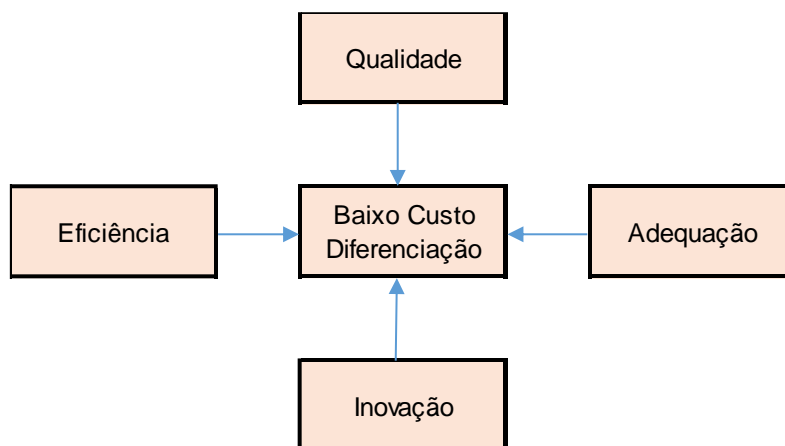 Qualidade
Eficiência
Baixo Custo
Diferenciação
Adequação
Inovação